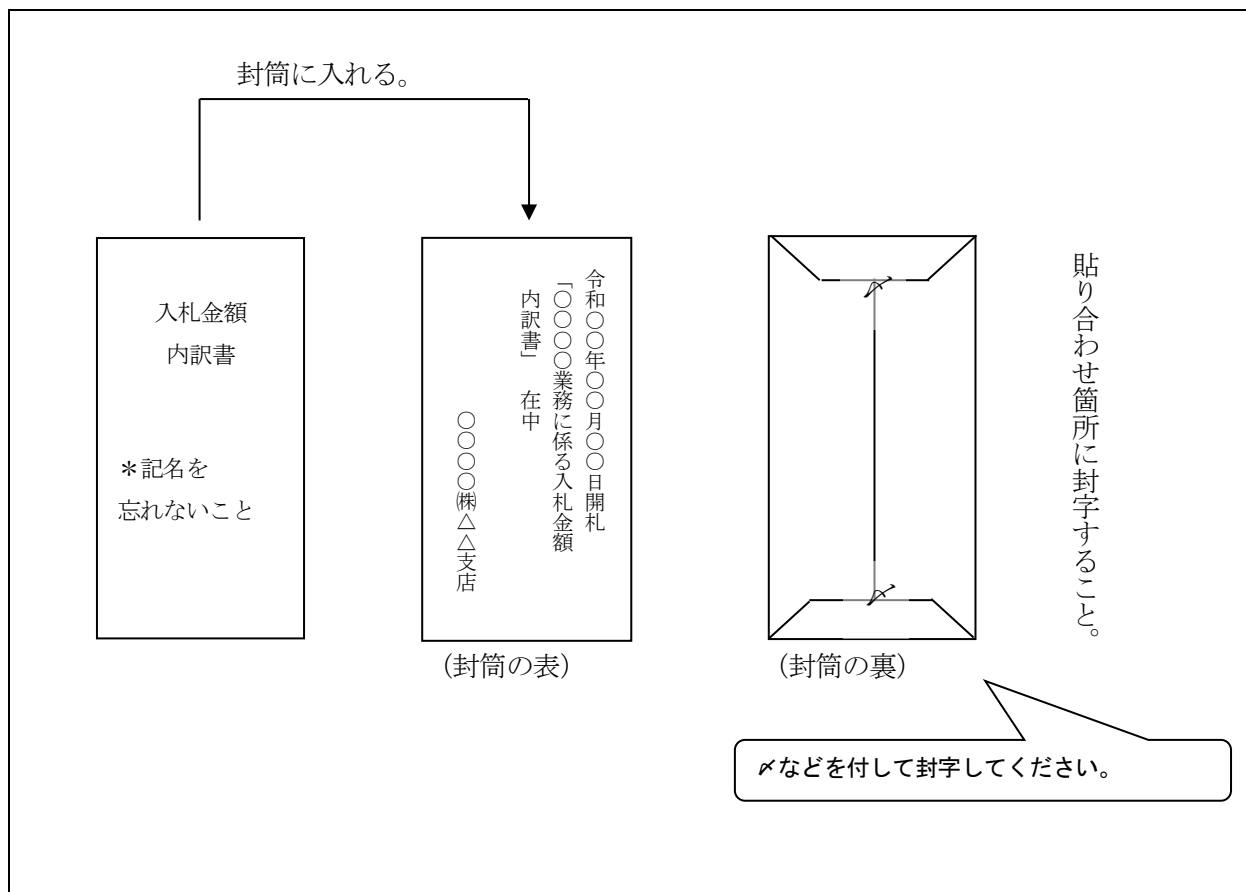 封筒に入れる。
入札金額
内訳書
＊記名を
忘れないこと
令和〇〇年〇〇月〇〇日開札
「〇〇〇〇業務に係る入札金額
内訳書」　在中
〇〇〇〇㈱△△支店
（封筒の表）
〆
〆
（封筒の裏）
貼り合わせ箇所に封字すること。
〆などを付して封字してください。